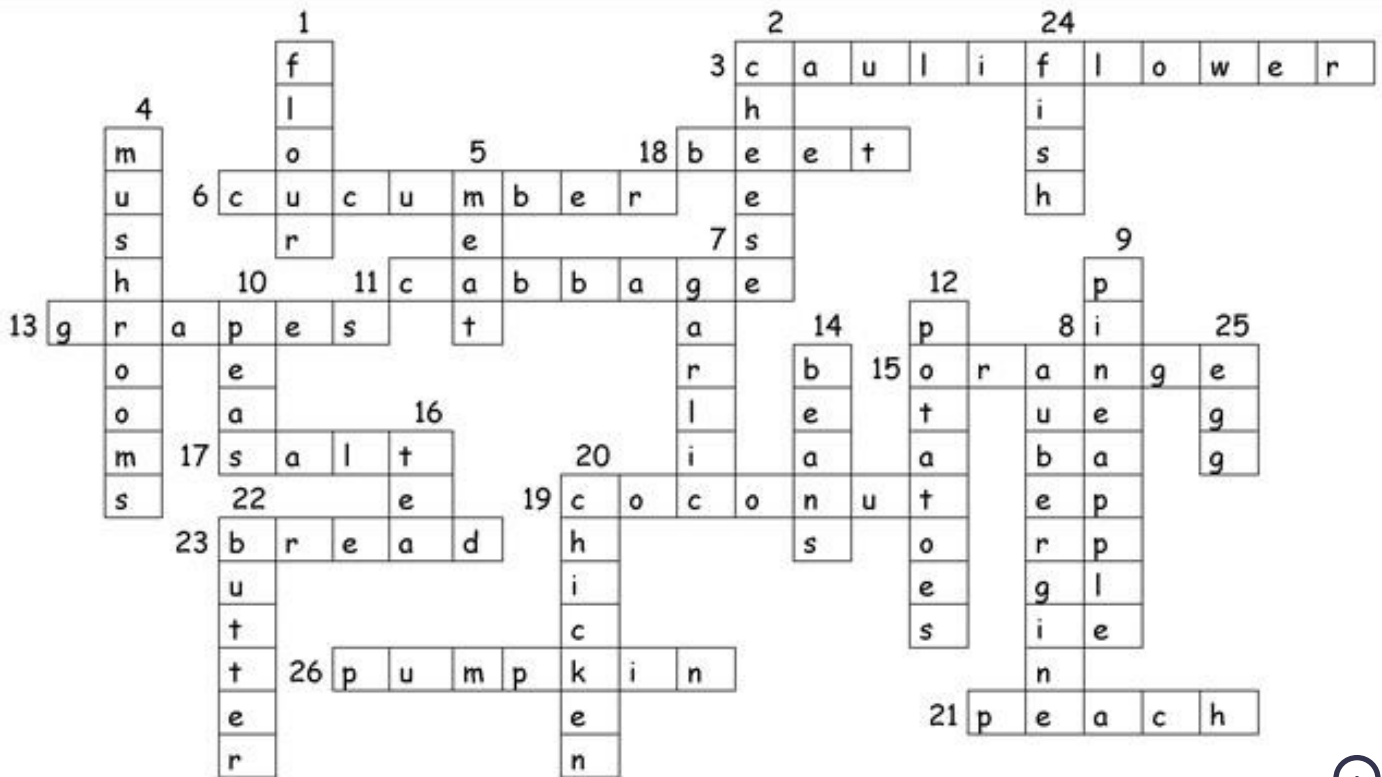 1 2 24
f 3 c a u l i f l o w e r
4 l h i
m o 5 18 b e e t s
u 6 c u c u m b e r e h
s r e 7 s 9
h 10 11 c a b b a g e 12 p
13 g r a p e s t a 14 p 8 i 25
o e r b 15 o r a n g e
o a 16 l e t u e g
m 17 s a l t 20 i a a b a g
s 22 e 19 c o c o n u t e p
23 b r e a d h s o r p
u i e g l
t c s i e
t 26 p u m p k i n n
e e 21 p e a c h
r n